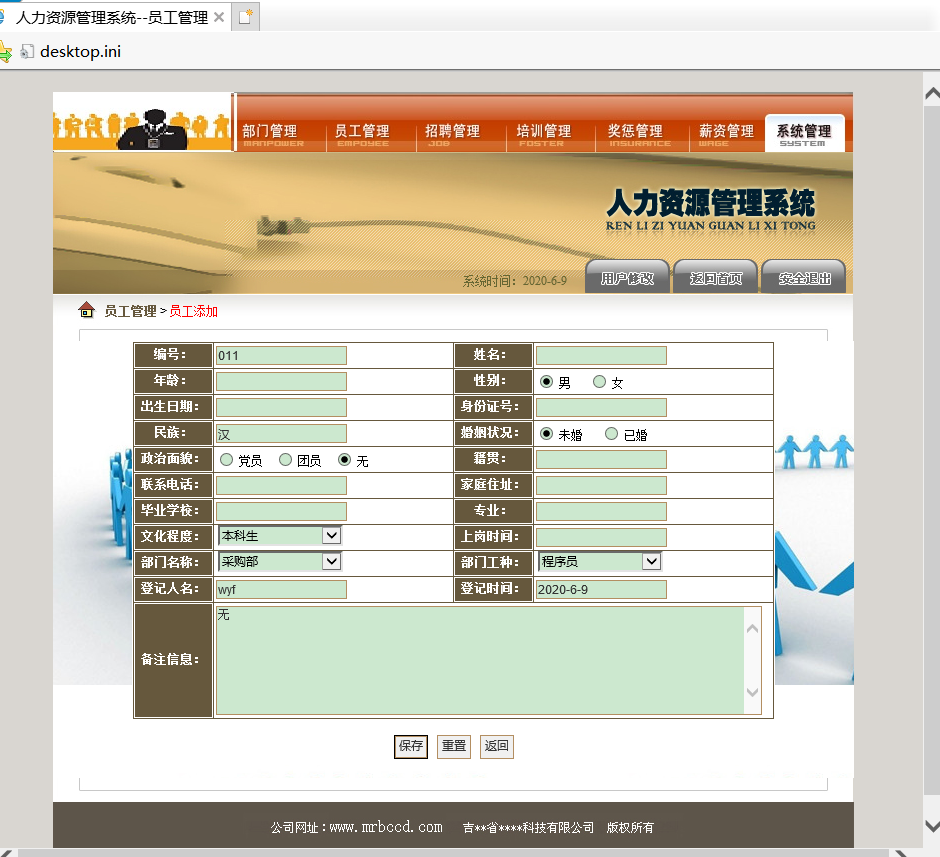 人力资源管理系统--员工管理
desktop.ini
部门管理 员工管理 招聘管理 培训管理 奖惩管理 薪资管理 系统管理
MANPOWER EMPOYEE JOB POSTER INSURANCE WAGE SYSTEM
人力资源管理系统
REN LI ZI YUAN GUAN LI XI TONG
系统时间：2020-6-9 用户修改 返回首页 安全退出
员工管理 > 员工添加
编号： 011 姓名：
年龄： 性别： 男 女
出生日期： 身份证号：
民族： 汉 婚姻状况： 未婚 已婚
政治面貌： 党员 团员 无 籍贯：
联系电话： 家庭住址：
毕业学校： 专业：
文化程度： 本科生 上岗时间：
部门名称： 采购部 部门工种： 程序员
登记人名： wyf 登记时间： 2020-6-9
备注信息： 无
保存 重置 返回
公司网址：www.mrbccd.com 吉**省****科技有限公司 版权所有